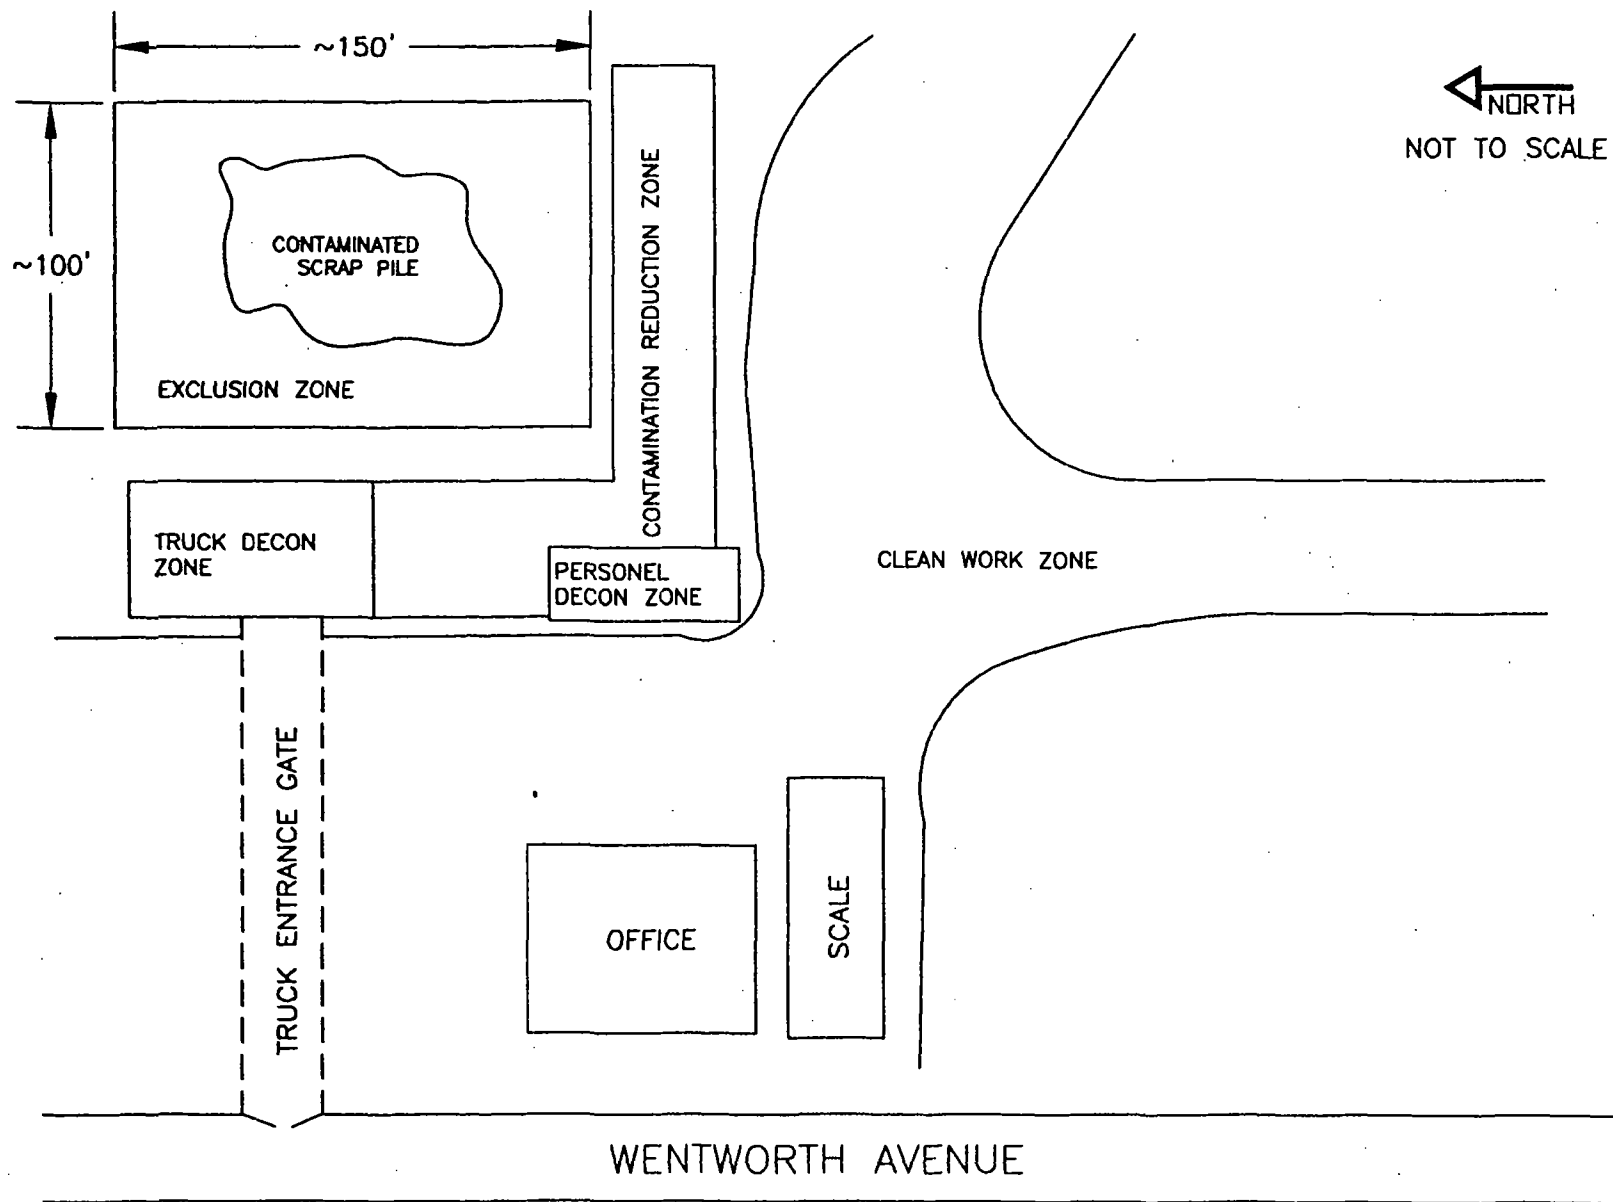 ~150'
NORTH
NOT TO SCALE
~100'
CONTAMINATED
SCRAP PILE
EXCLUSION ZONE
CONTAMINATION REDUCTION ZONE
TRUCK DECON
ZONE
PERSONEL
DECON ZONE
CLEAN WORK ZONE
TRUCK ENTRANCE GATE
OFFICE
SCALE
WENTWORTH AVENUE